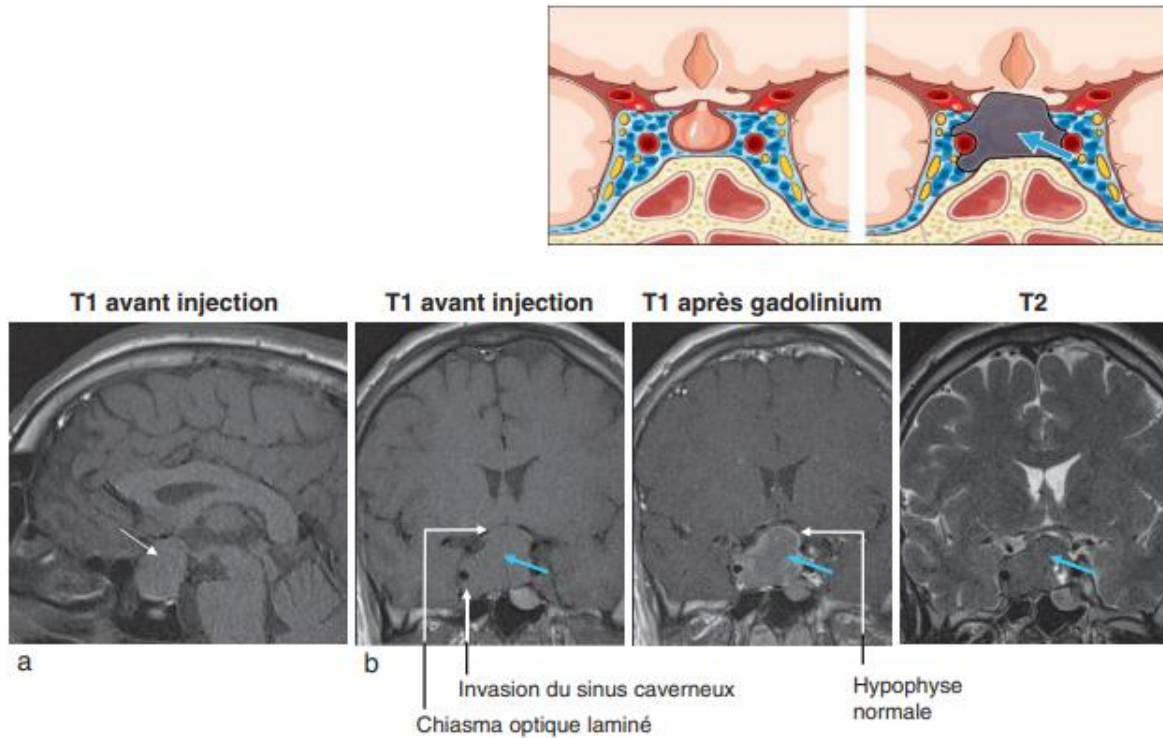 T1 avant injection
T1 avant injection
T1 après gadolinium
T2
a
b
Invasion du sinus caverneux
Chiasma optique laminé
Hypophyse
normale